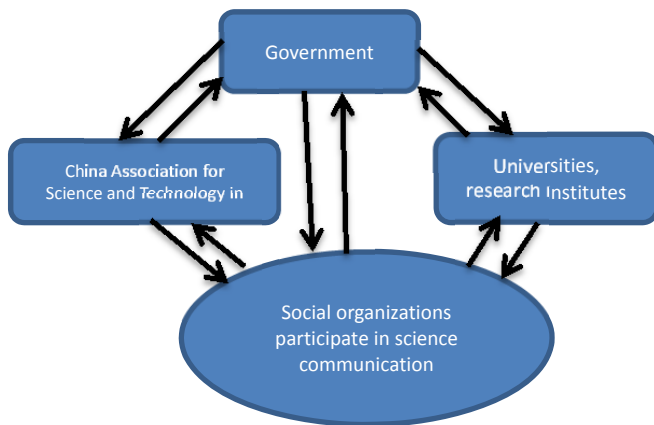 Government
China Association for
Science and Technology in
Universities,
research Institutes
Social organizations
participate in science
communication